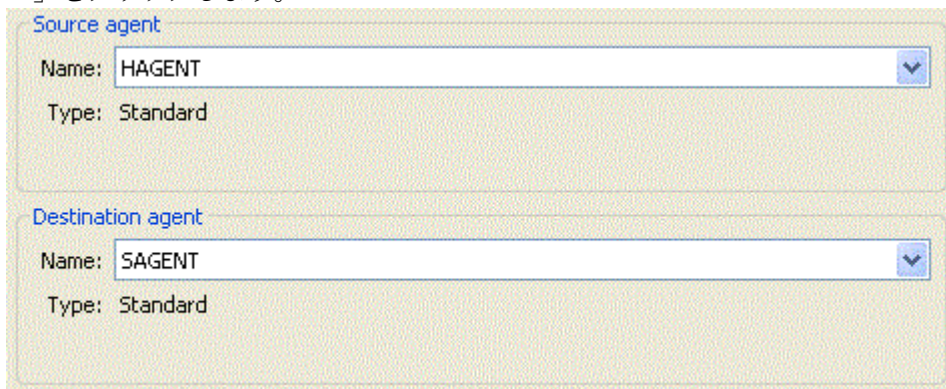 Source agent
Name: HAGENT
Type: Standard
Destination agent
Name: SAGENT
Type: Standard